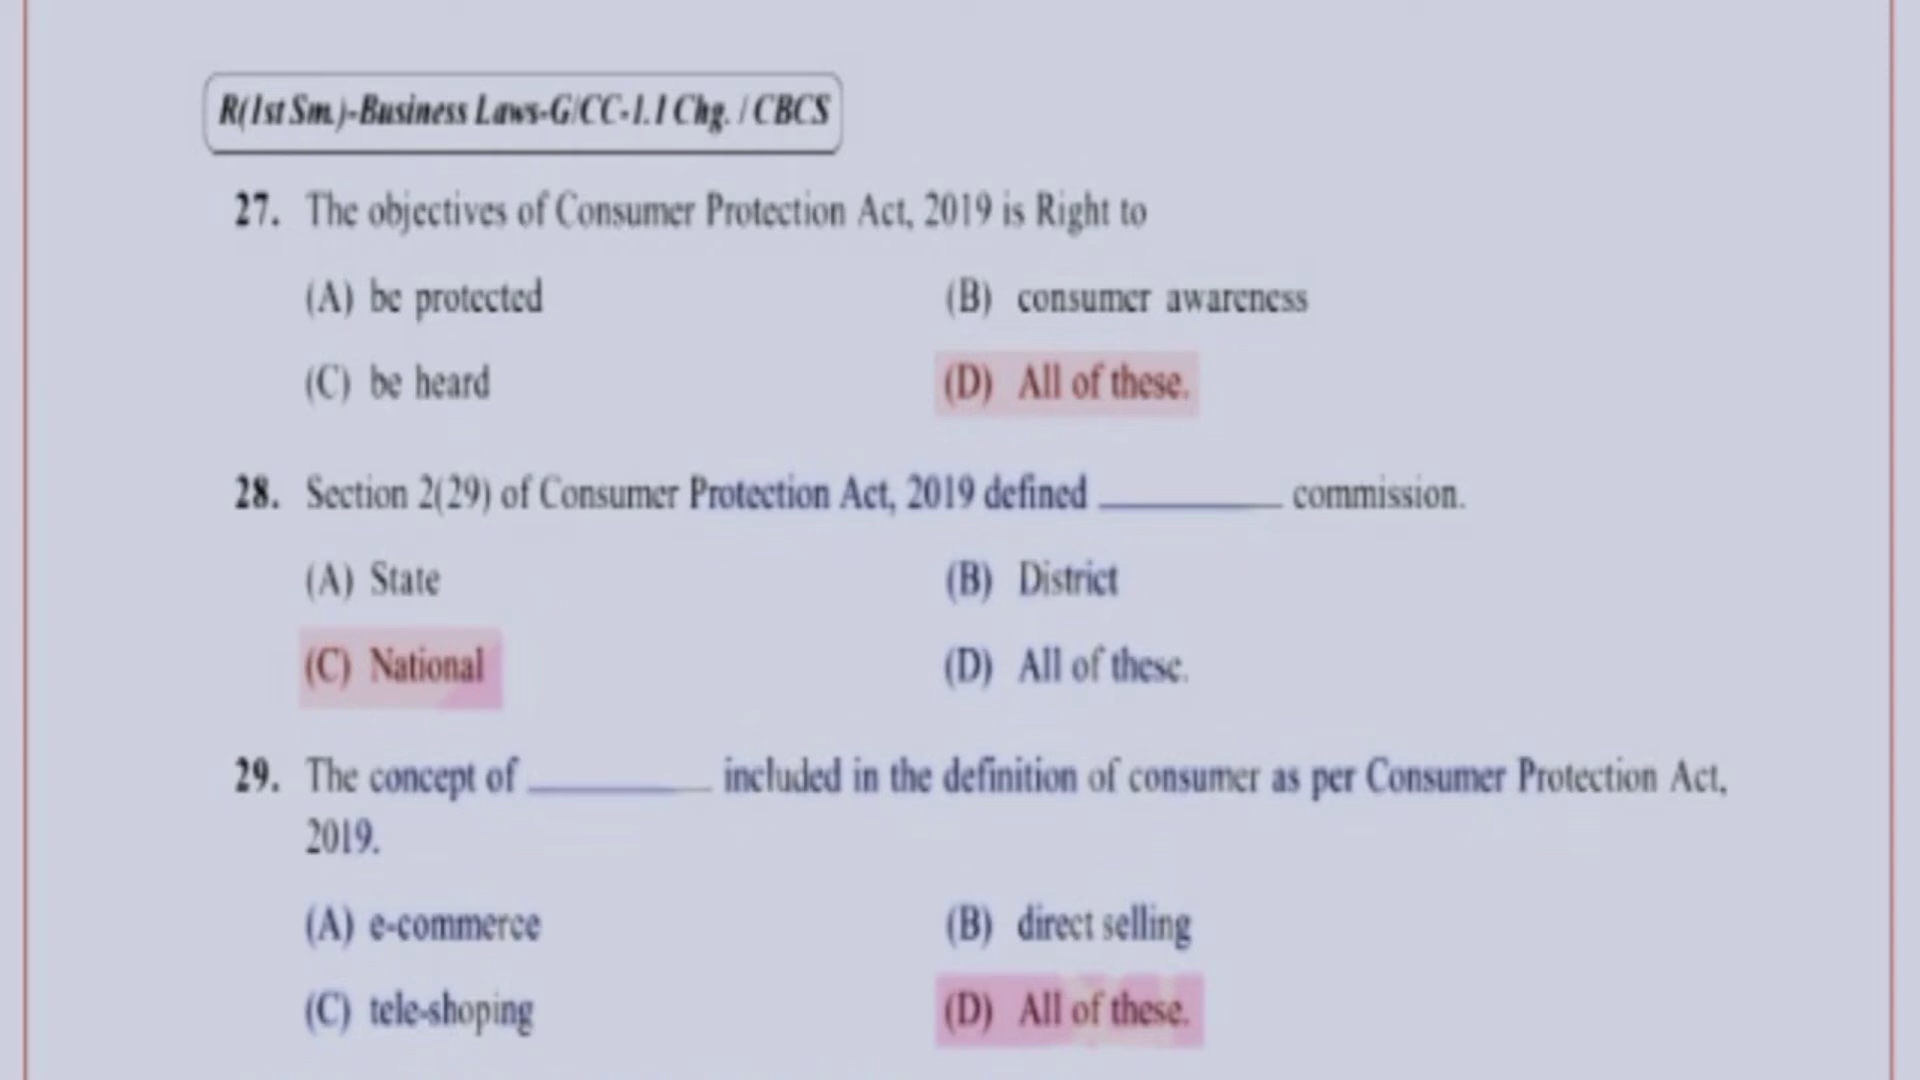 R(1st Sm.)-Business Laws-G/CC-1.1 Chg. / CBCS
27. The objectives of Consumer Protection Act, 2019 is Right to
(A) be protected (B) consumer awareness
(C) be heard (D) All of these.
28. Section 2(29) of Consumer Protection Act, 2019 defined ________ commission.
(A) State (B) District
(C) National (D) All of these.
29. The concept of ________ included in the definition of consumer as per Consumer Protection Act,
2019.
(A) e-commerce (B) direct selling
(C) tele-shoping (D) All of these.